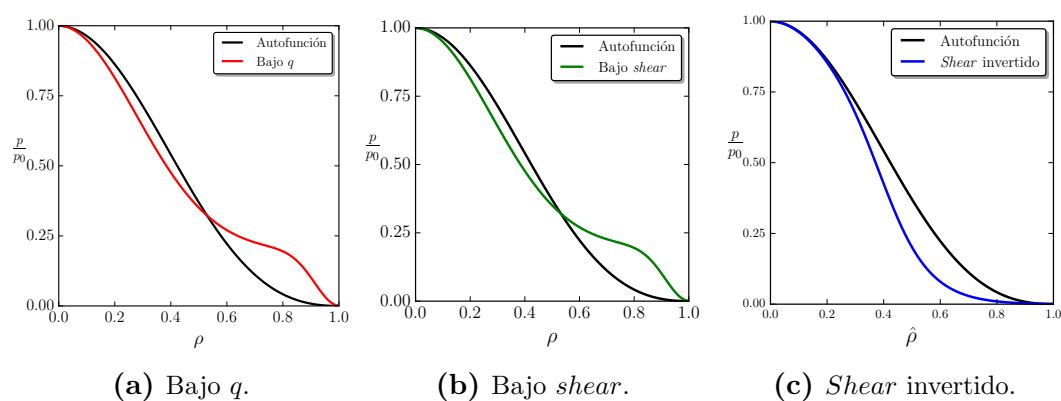 1.00
0.75
0.50
0.25
0.00
p/p0
0.0 0.2 0.4 0.6 0.8 1.0
ρ
Autofunción
Bajo q
(a) Bajo q.
1.00
0.75
0.50
0.25
0.00
p/p0
0.0 0.2 0.4 0.6 0.8 1.0
ρ
Autofunción
Bajo shear
(b) Bajo shear.
1.00
0.75
0.50
0.25
0.00
p/p0
0.0 0.2 0.4 0.6 0.8 1.0
ρ̂
Autofunción
Shear invertido
(c) Shear invertido.